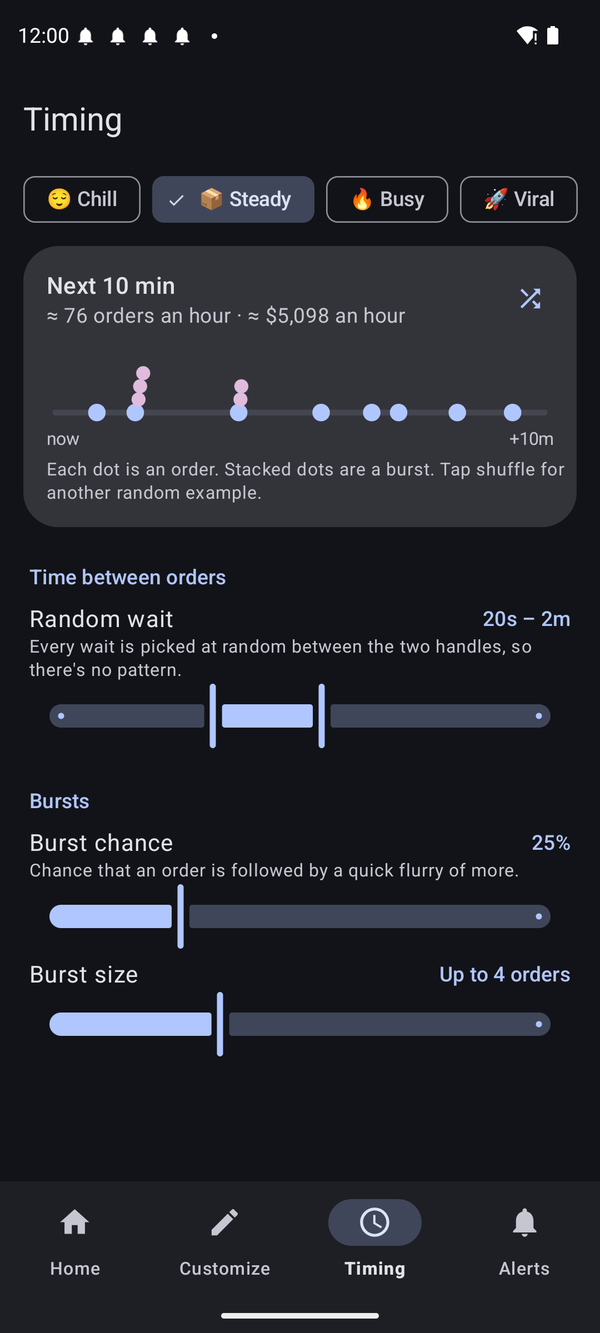 12:00
Timing
😌 Chill
📦 Steady
🔥 Busy
🚀 Viral
Next 10 min
≈ 76 orders an hour · ≈ $5,098 an hour
now
+10m
Each dot is an order. Stacked dots are a burst. Tap shuffle for
another random example.
Time between orders
Random wait
20s – 2m
Every wait is picked at random between the two handles, so
there's no pattern.
Bursts
Burst chance
25%
Chance that an order is followed by a quick flurry of more.
Burst size
Up to 4 orders
Home
Customize
Timing
Alerts